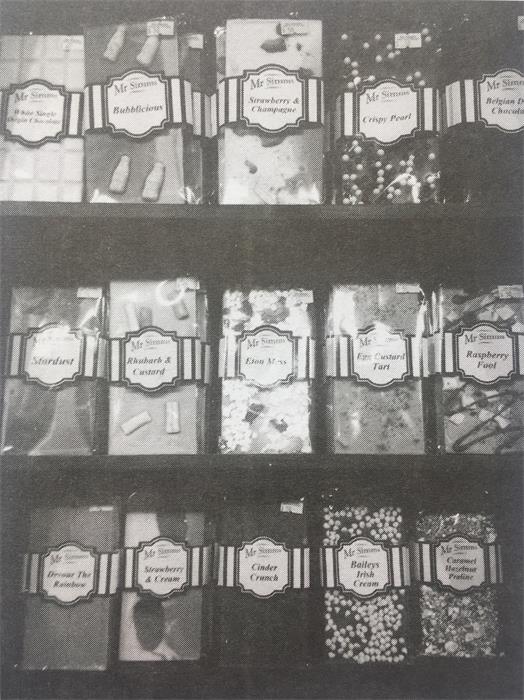 Mr Simms
White Single
Origin Chocolate
Mr Simms
Bubblicious
Mr Simms
Strawberry &
Champagne
Mr Simms
Crispy Pearl
Mr Simms
Belgian
Mr Simms
Stardust
Mr Simms
Rhubarb &
Custard
Mr Simms
Eton Mess
Mr Simms
Egg Custard
Tart
Mr Simms
Raspberry
Fool
Mr Simms
Devour The
Rainbow
Mr Simms
Strawberry
& Cream
Mr Simms
Cinder
Crunch
Mr Simms
Baileys
Irish
Cream
Mr Simms
Caramel
Hazelnut
Praline